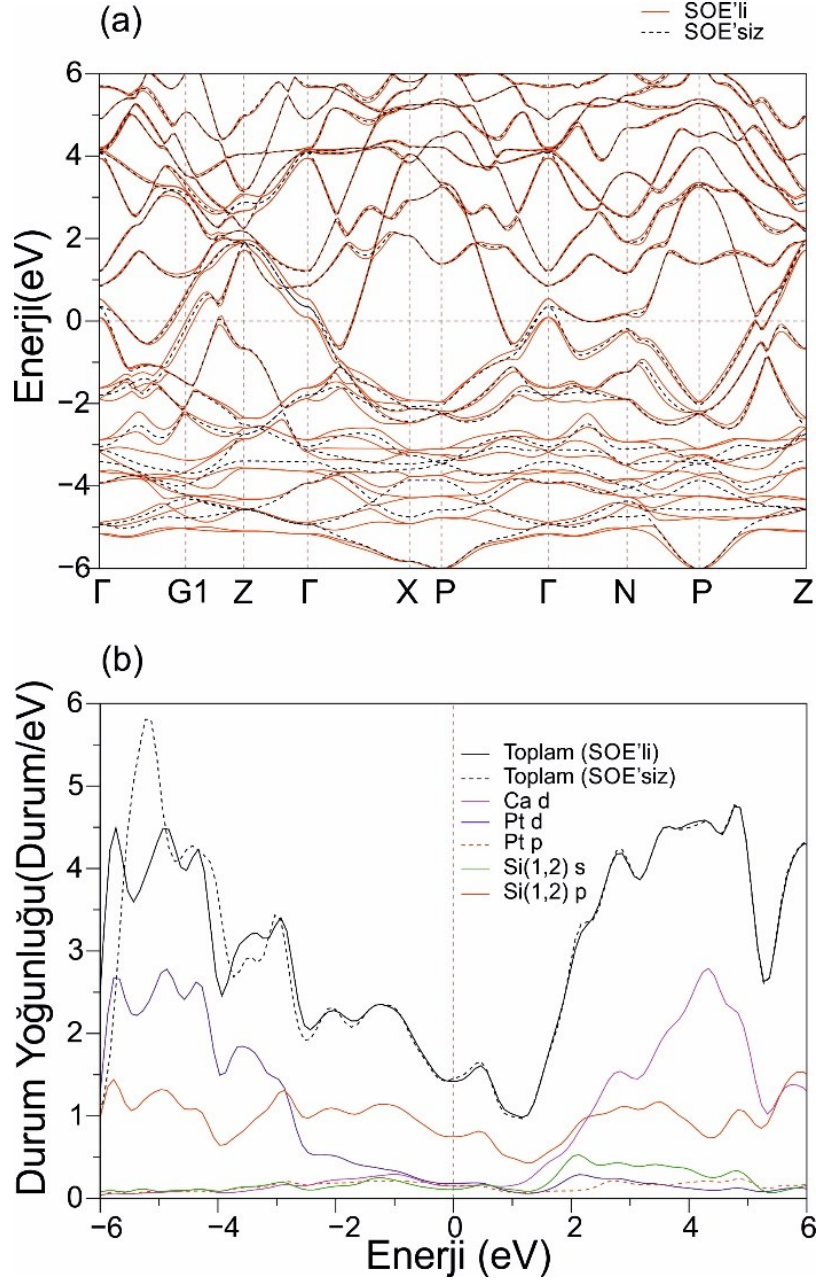 (a)
SOE'li
SOE'siz
Enerji(eV)
6
4
2
0
−2
−4
−6
Γ G1 Z Γ X P Γ N P Z
(b)
Durum Yoğunluğu(Durum/eV)
6
5
4
3
2
1
0
Toplam (SOE'li)
Toplam (SOE'siz)
Ca d
Pt d
Pt p
Si(1,2) s
Si(1,2) p
−6 −4 −2 0 2 4 6
Enerji (eV)